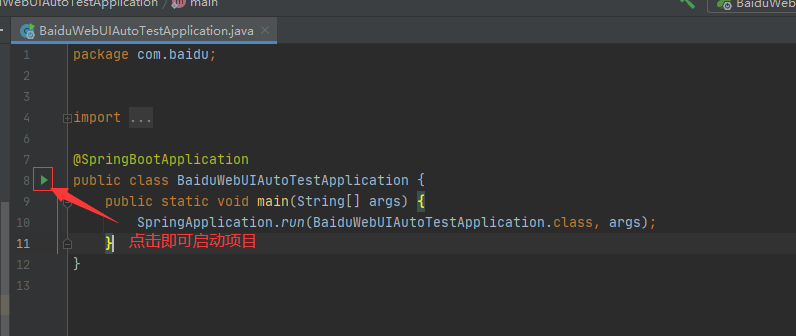 WebUIAutoTestApplication › main BaiduWeb
BaiduWebUIAutoTestApplication.java ×
1 package com.baidu;
2
3
4 import ...
6
7 @SpringBootApplication
8 public class BaiduWebUIAutoTestApplication {
9 public static void main(String[] args) {
10 SpringApplication.run(BaiduWebUIAutoTestApplication.class, args);
11 } 点击即可启动项目
12 }
13